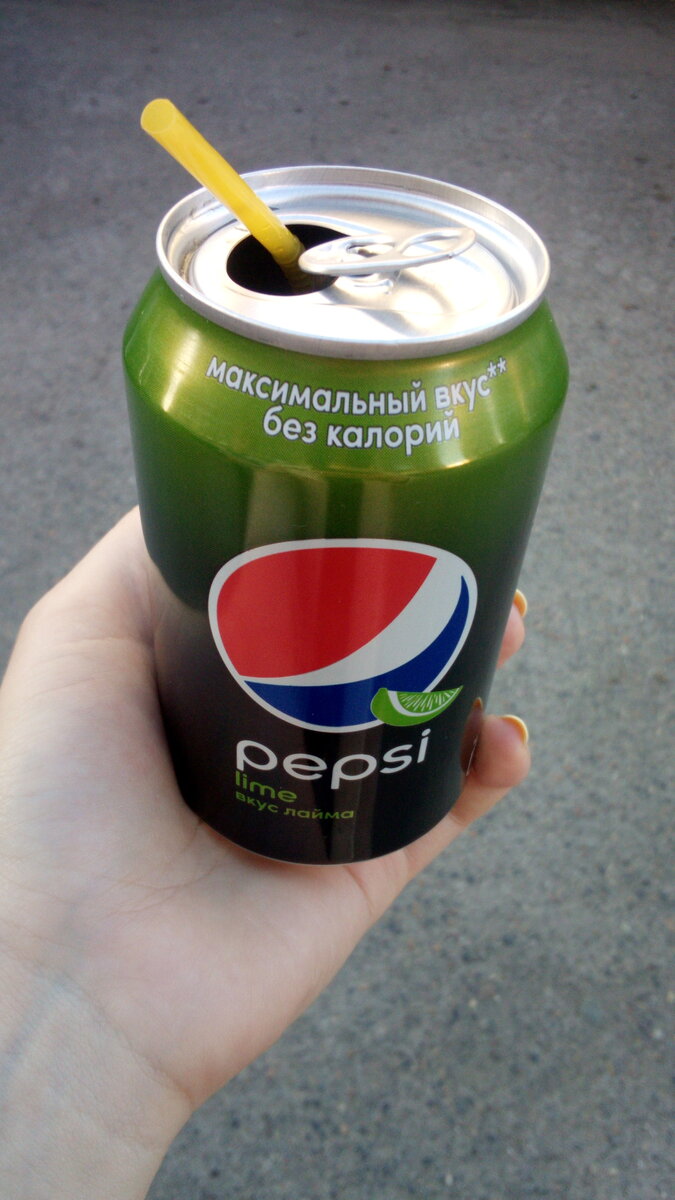 максимальный вкус**
без калорий
pepsi
lime
вкус лайма